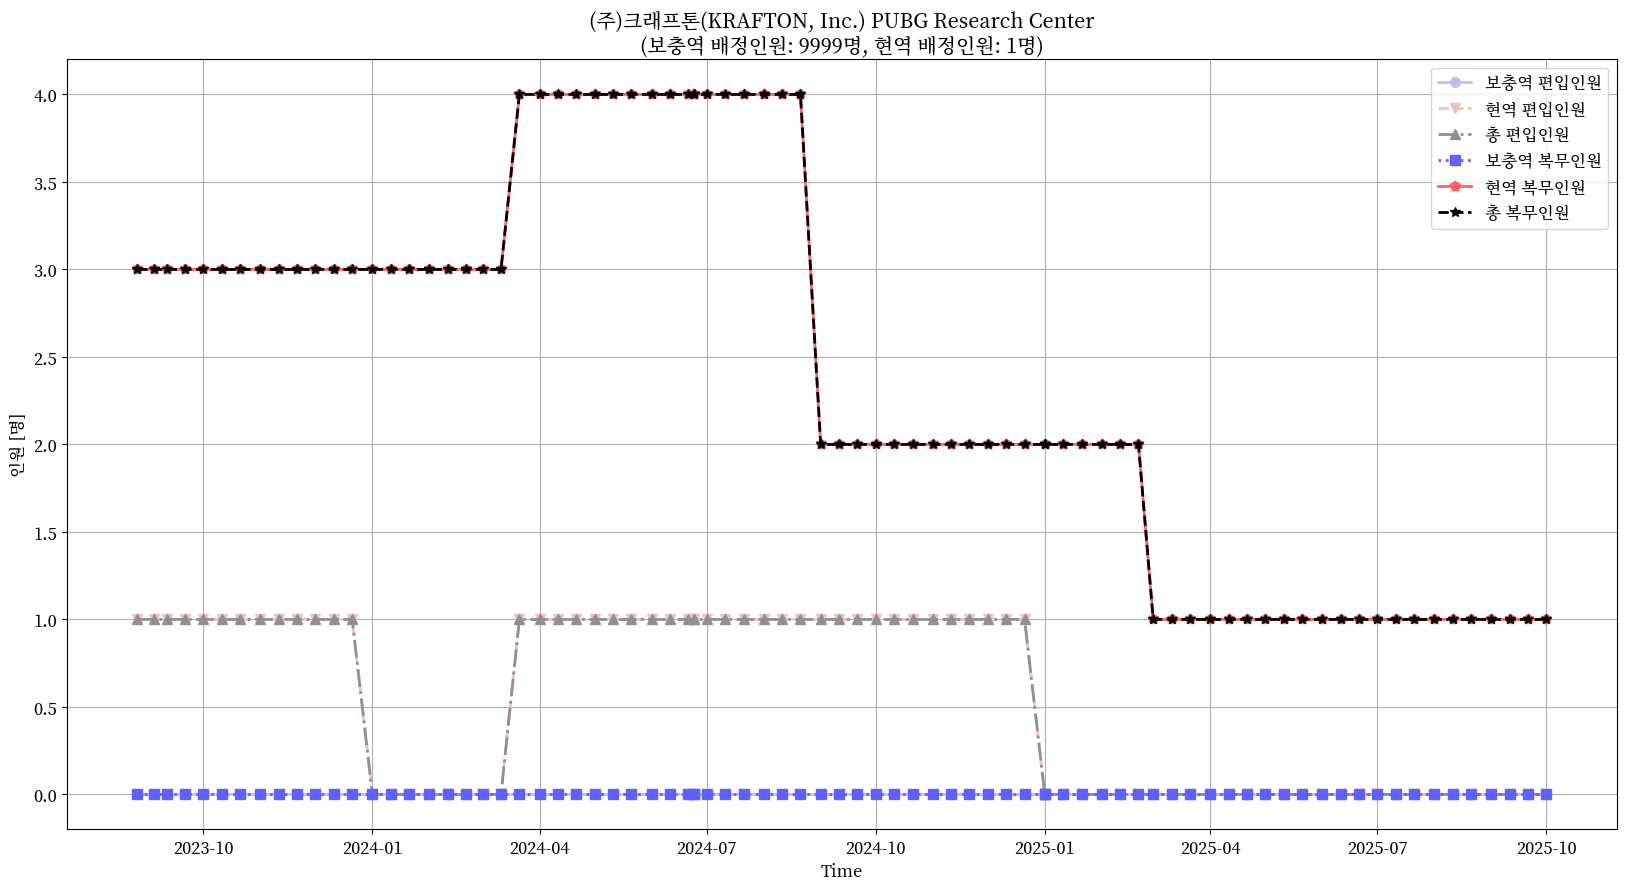 (주)크래프톤(KRAFTON, Inc.) PUBG Research Center
(보충역 배정인원: 9999명, 현역 배정인원: 1명)
보충역 편입인원
현역 편입인원
총 편입인원
보충역 복무인원
현역 복무인원
총 복무인원
인원 [명]
4.0
3.5
3.0
2.5
2.0
1.5
1.0
0.5
0.0
2023-10
2024-01
2024-04
2024-07
2024-10
2025-01
2025-04
2025-07
2025-10
Time